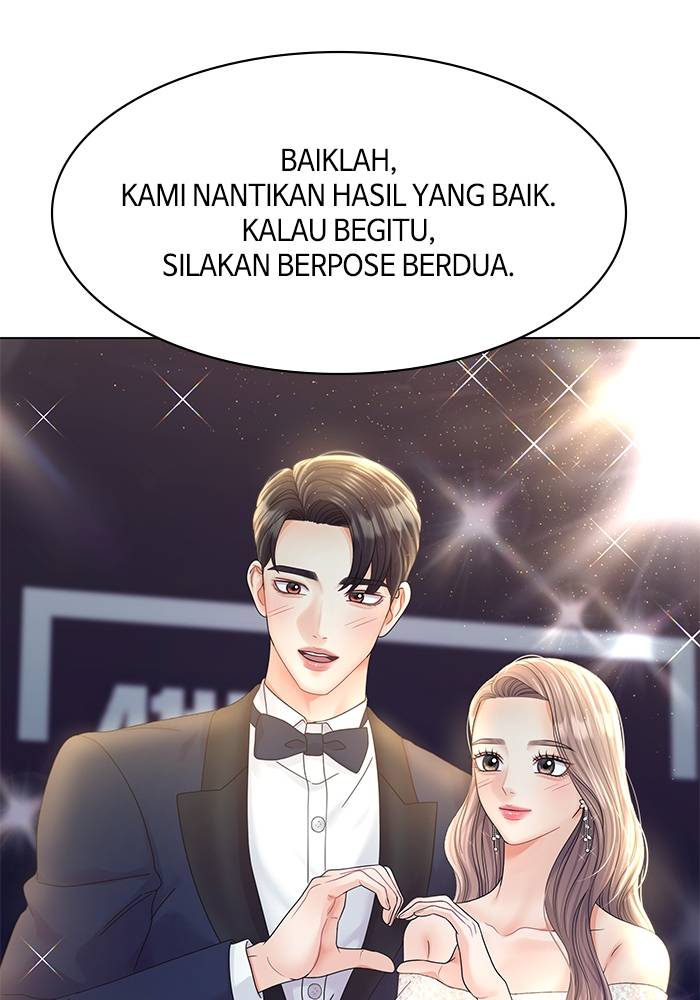 BAIKLAH,
KAMI NANTIKAN HASIL YANG BAIK.
KALAU BEGITU,
SILAKAN BERPOSE BERDUA.